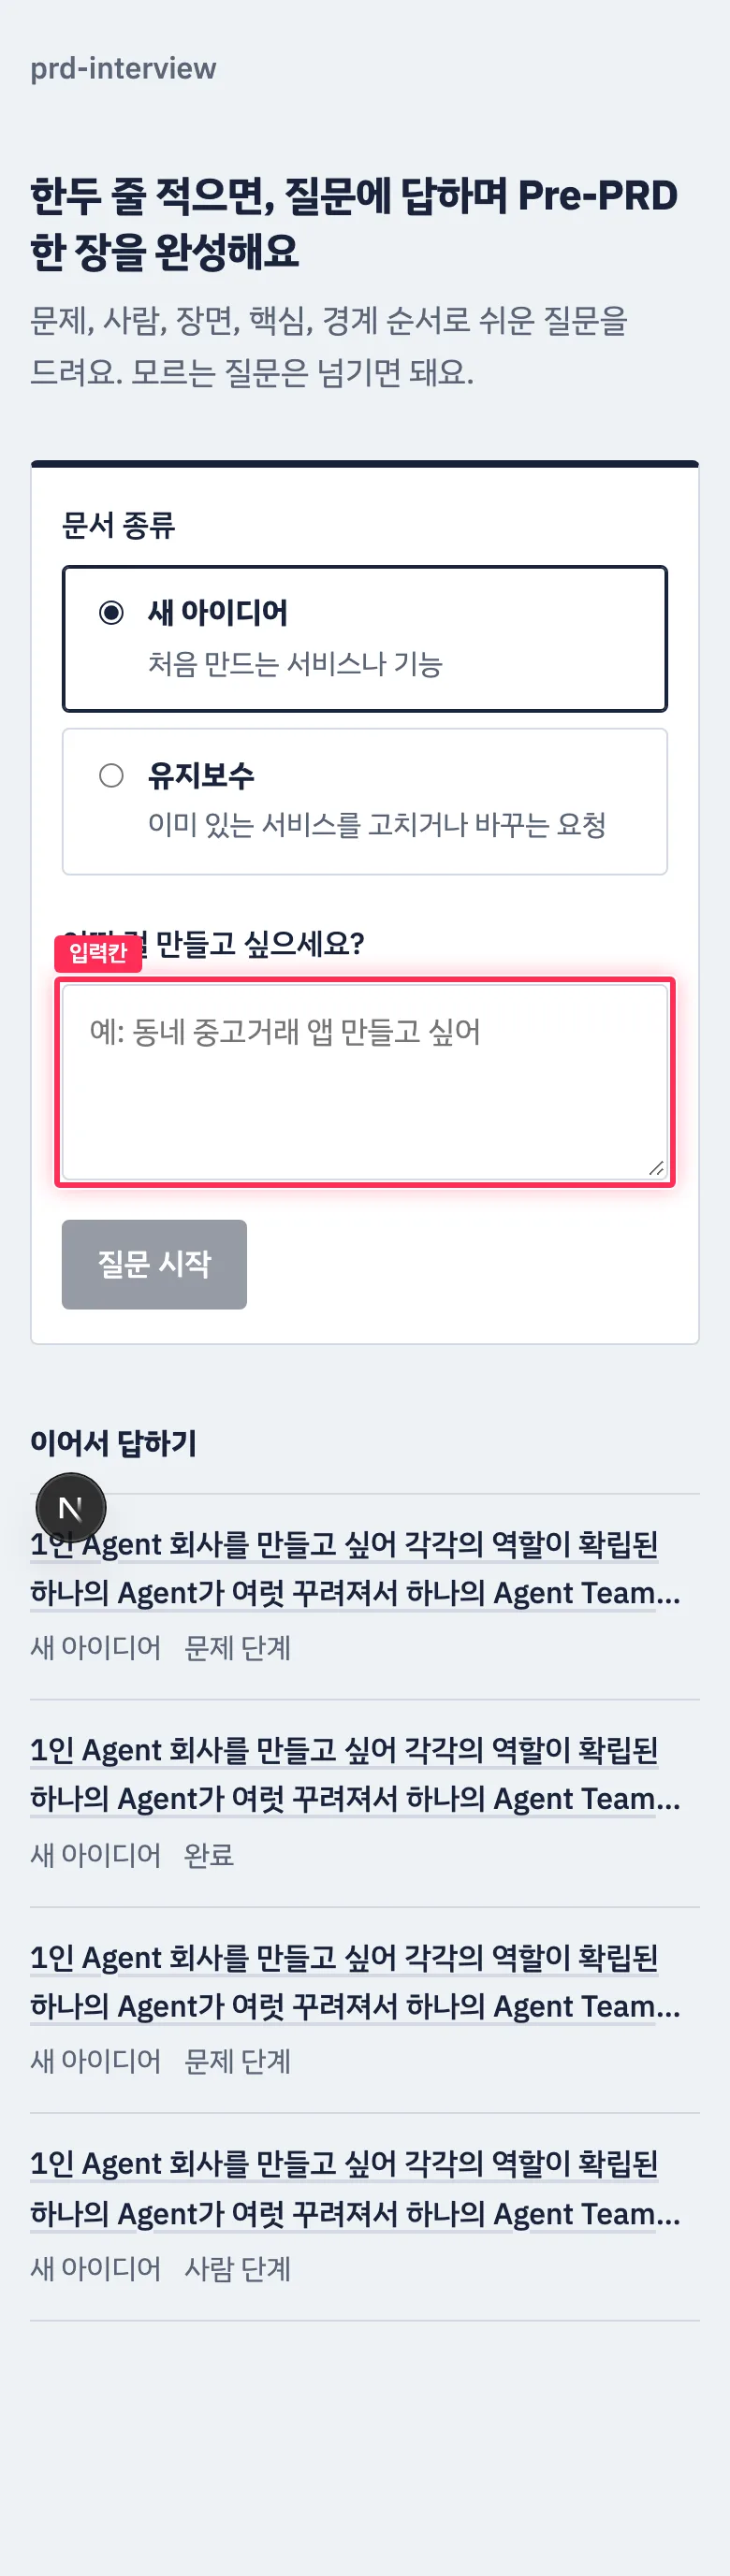 prd-interview
한두 줄 적으면, 질문에 답하며 Pre-PRD
한 장을 완성해요
문제, 사람, 장면, 핵심, 경계 순서로 쉬운 질문을
드려요. 모르는 질문은 넘기면 돼요.
문서 종류
새 아이디어
처음 만드는 서비스나 기능
유지보수
이미 있는 서비스를 고치거나 바꾸는 요청
만들고 싶으세요?
입력칸
예: 동네 중고거래 앱 만들고 싶어
질문 시작
이어서 답하기
N
1인 Agent 회사를 만들고 싶어 각각의 역할이 확립된
하나의 Agent가 여럿 꾸려져서 하나의 Agent Team...
새 아이디어 문제 단계
1인 Agent 회사를 만들고 싶어 각각의 역할이 확립된
하나의 Agent가 여럿 꾸려져서 하나의 Agent Team...
새 아이디어 완료
1인 Agent 회사를 만들고 싶어 각각의 역할이 확립된
하나의 Agent가 여럿 꾸려져서 하나의 Agent Team...
새 아이디어 문제 단계
1인 Agent 회사를 만들고 싶어 각각의 역할이 확립된
하나의 Agent가 여럿 꾸려져서 하나의 Agent Team...
새 아이디어 사람 단계